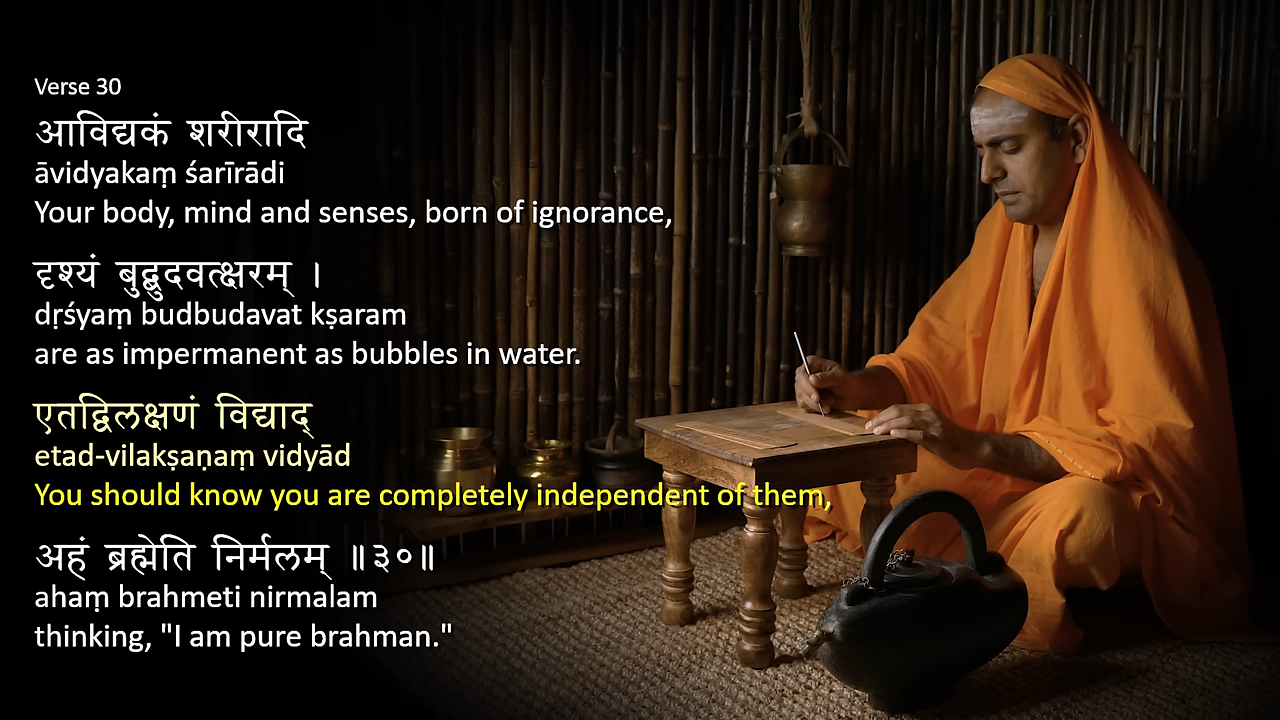 Verse 30
आविद्यकं शरीरादि
āvidyakaṃ śarīrādi
Your body, mind and senses, born of ignorance,
दृश्यं बुद्बुदवत्क्षरम् ।
dṛśyaṃ budbudavat kṣaram
are as impermanent as bubbles in water.
एतद्विलक्षणं विद्याद्
etad-vilakṣaṇaṃ vidyād
You should know you are completely independent of them,
अहं ब्रह्मेति निर्मलम् ॥३०॥
ahaṃ brahmeti nirmalam
thinking, "I am pure brahman."